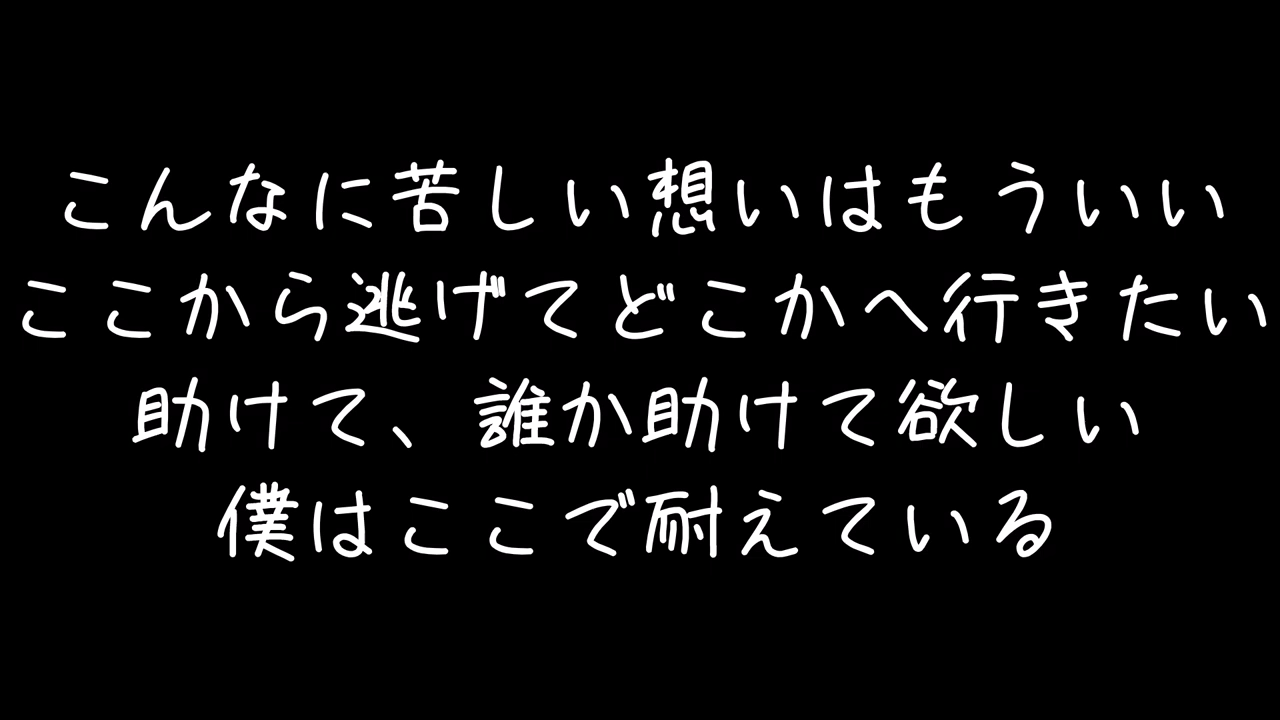 こんなに苦しい想いはもういい
ここから逃げてどこかへ行きたい
助けて、誰か助けて欲しい
僕はここで耐えている